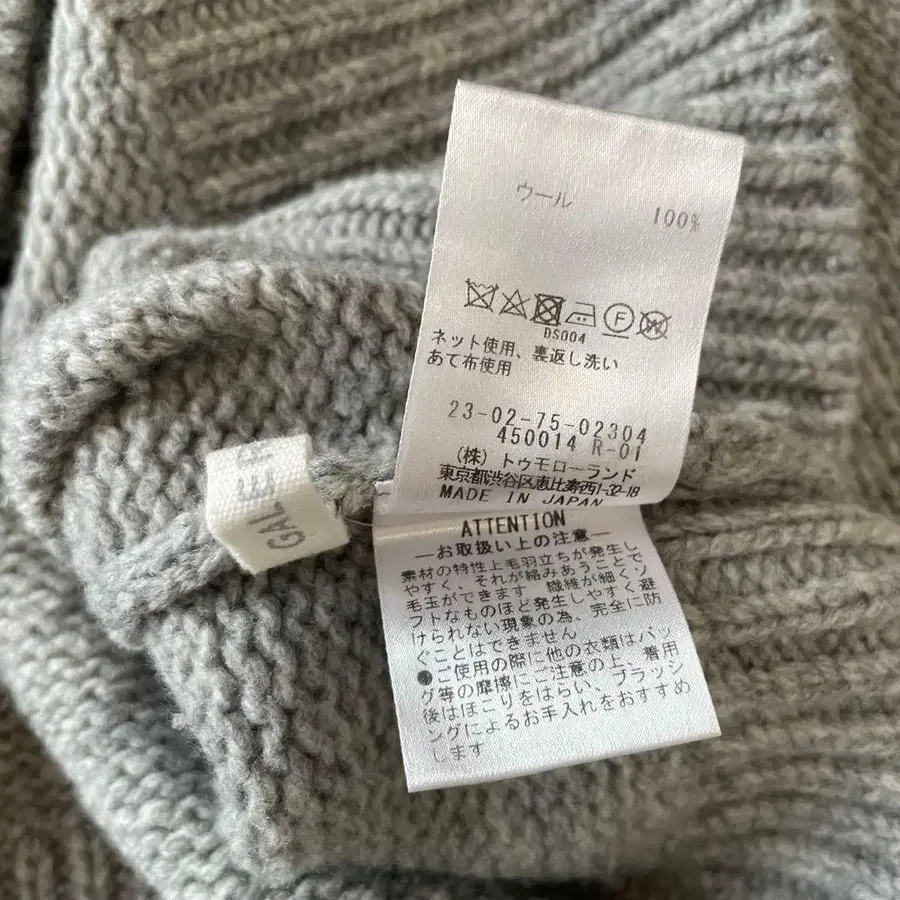 ウール 100%
F
W
DS004
ネット使用、裏返し洗い
あて布使用
23-02-75-02304
450014 R-01
(株) トゥモローランド
東京都渋谷区恵比寿西1-32-18
MADE IN JAPAN
GALE
ATTENTION
―お取扱い上の注意―
素材の特性上毛羽立ちが発生し
やすく、それが絡みあうことで
毛玉ができます 繊維が細くソ
フトなものほど発生しやすく避
けられない現象の為、完全に防
ぐことはできません
●ご使用の際に他の衣類はバッ
グ等の摩擦にご注意の上、着用
後はほこりをはらい、ブラッシ
ングによるお手入れをおすすめ
します